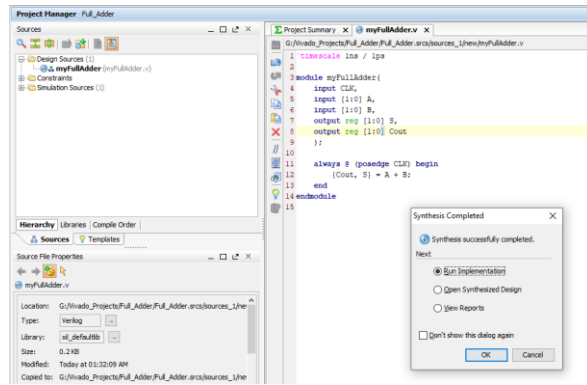 Project Manager - Full_Adder
Sources
Design Sources (1)
myFullAdder (myFullAdder.v)
Constraints
Simulation Sources (1)
Hierarchy Libraries Compile Order
Sources Templates
Source File Properties
myFullAdder.v
Location: G:/Vivado_Projects/Full_Adder/Full_Adder.srcs/sources_1/new
Type: Verilog
Library: xil_defaultlib
Size: 0.2 KB
Modified: Today at 01:32:09 AM
Copied to: G:/Vivado_Projects/Full_Adder/Full_Adder.srcs/sources_1/new
Project Summary myFullAdder.v
G:/Vivado_Projects/Full_Adder/Full_Adder.srcs/sources_1/new/myFullAdder.v
1 `timescale 1ns / 1ps
2
3 module myFullAdder(
4 input CLK,
5 input [1:0] A,
6 input [1:0] B,
7 output reg [1:0] S,
8 output reg [1:0] Cout
9 );
10
11 always @ (posedge CLK) begin
12 {Cout, S} = A + B;
13 end
14 endmodule
15
Synthesis Completed
Synthesis successfully completed.
Next
Run Implementation
Open Synthesized Design
View Reports
Don't show this dialog again
OK Cancel